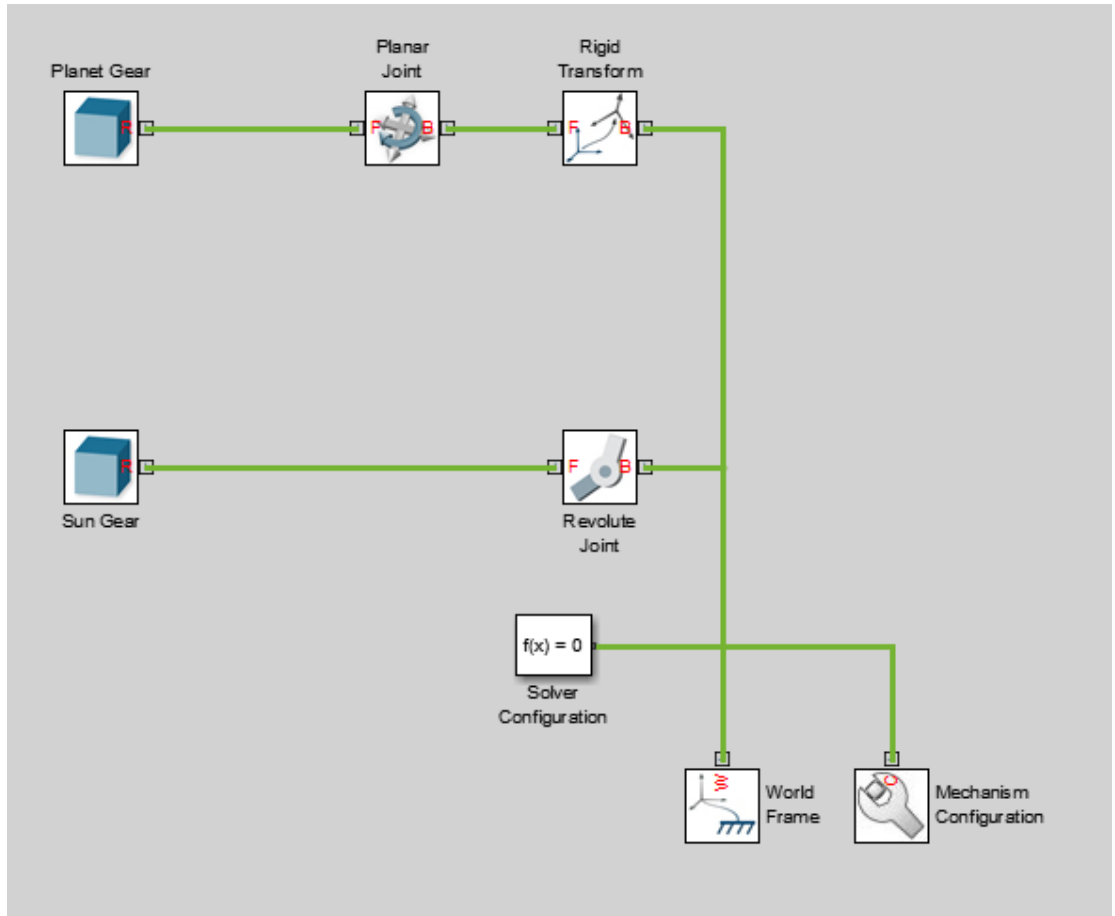 Planet Gear
R
Planar
Joint
F
B
Rigid
Transform
F
B
Sun Gear
R
Revolute
Joint
F
B
f(x) = 0
Solver
Configuration
W
World
Frame
C
Mechanism
Configuration